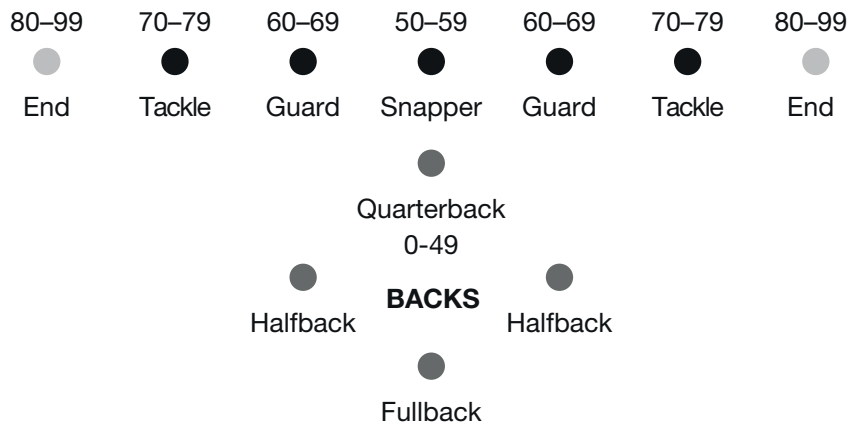 80–99 70–79 60–69 50–59 60–69 70–79 80–99
End Tackle Guard Snapper Guard Tackle End
Quarterback
0-49
BACKS
Halfback Halfback
Fullback